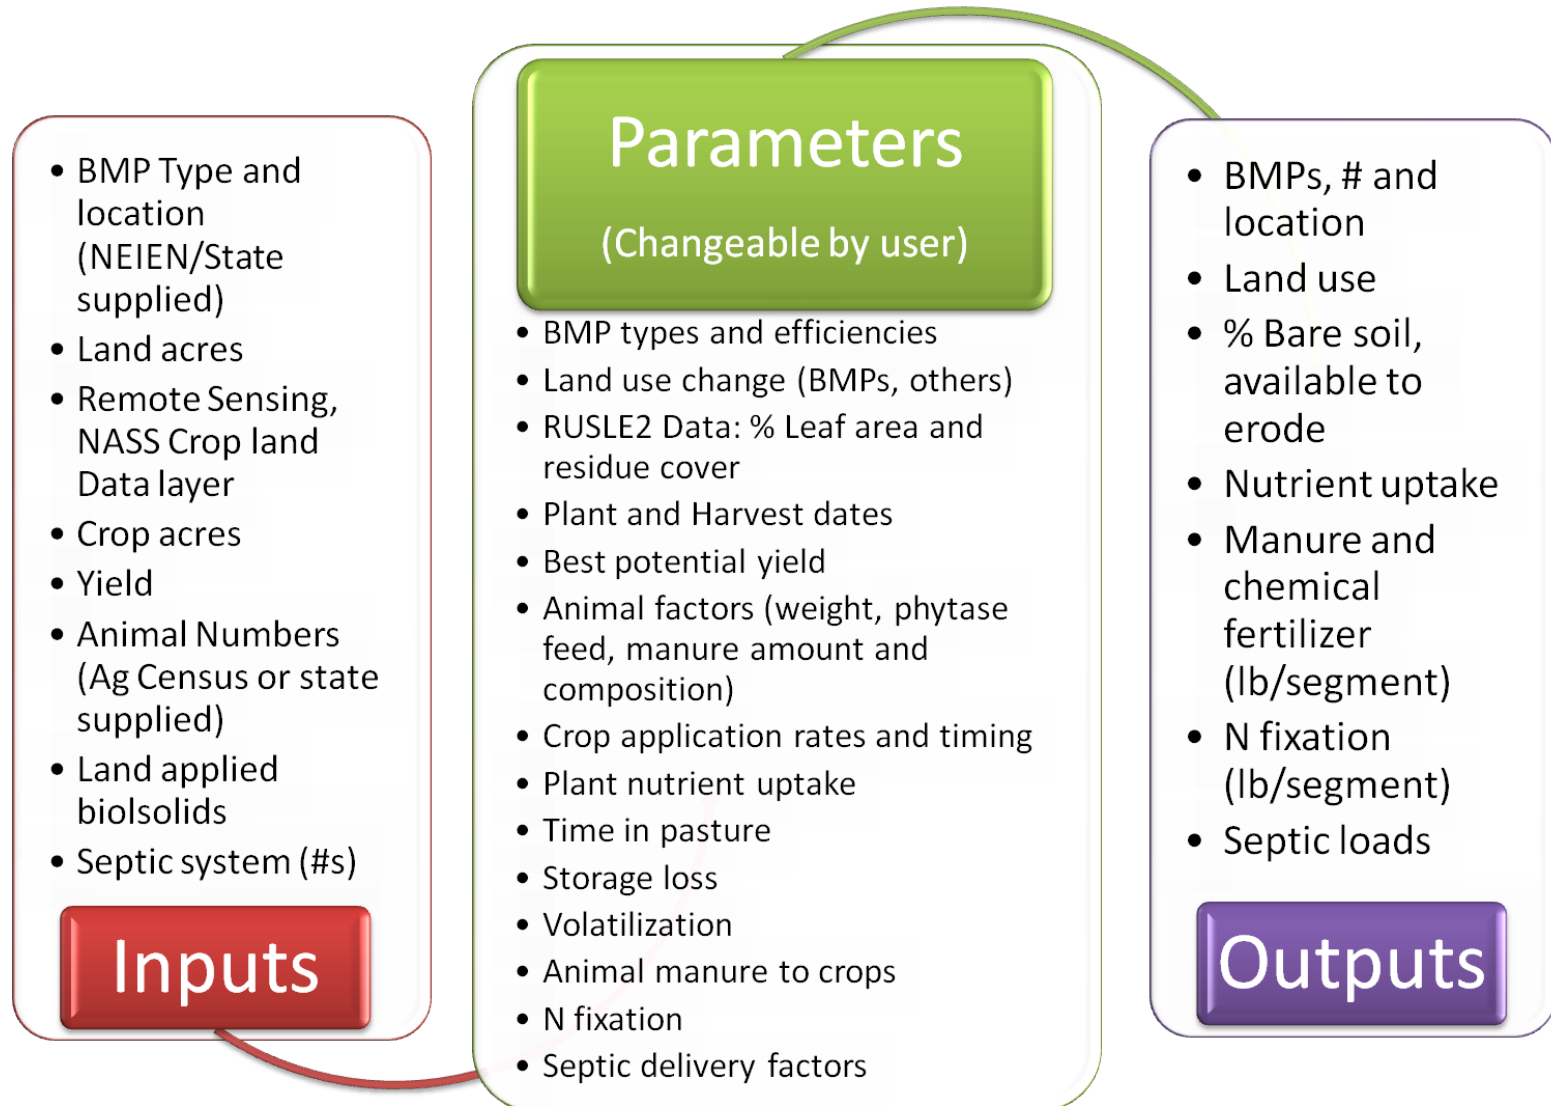 • BMP Type and
location
(NEIEN/State
supplied)
• Land acres
• Remote Sensing,
NASS Crop land
Data layer
• Crop acres
• Yield
• Animal Numbers
(Ag Census or state
supplied)
• Land applied
biolsolids
• Septic system (#s)
Inputs
Parameters
(Changeable by user)
• BMP types and efficiencies
• Land use change (BMPs, others)
• RUSLE2 Data: % Leaf area and
residue cover
• Plant and Harvest dates
• Best potential yield
• Animal factors (weight, phytase
feed, manure amount and
composition)
• Crop application rates and timing
• Plant nutrient uptake
• Time in pasture
• Storage loss
• Volatilization
• Animal manure to crops
• N fixation
• Septic delivery factors
• BMPs, # and
location
• Land use
• % Bare soil,
available to
erode
• Nutrient uptake
• Manure and
chemical
fertilizer
(lb/segment)
• N fixation
(lb/segment)
• Septic loads
Outputs